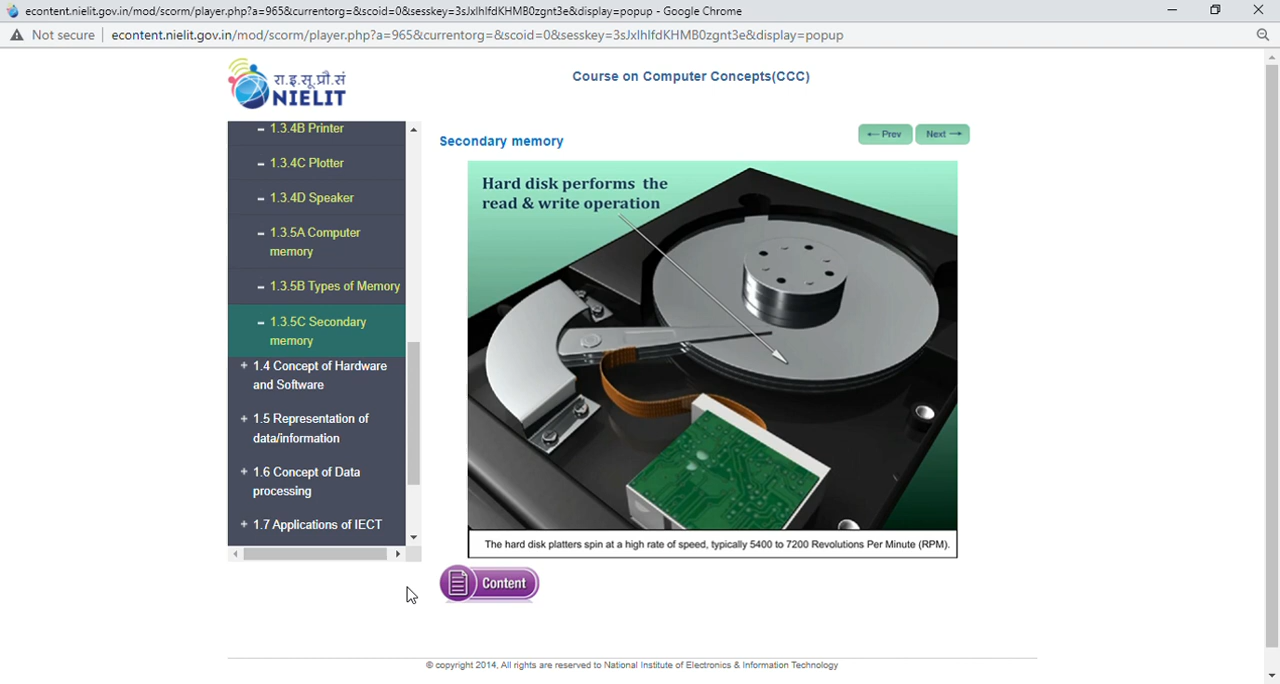 econtent.nielit.gov.in/mod/scorm/player.php?a=965&currentorg=&scoid=0&sesskey=3sJxlhlfdKHMB0zgnt3e&display=popup - Google Chrome
Not secure econtent.nielit.gov.in/mod/scorm/player.php?a=965&currentorg=&scoid=0&sesskey=3sJxlhlfdKHMB0zgnt3e&display=popup
रा.इ.सू.प्रौ.सं
NIELIT
Course on Computer Concepts(CCC)
1.3.4B Printer
1.3.4C Plotter
1.3.4D Speaker
1.3.5A Computer
memory
1.3.5B Types of Memory
1.3.5C Secondary
memory
+ 1.4 Concept of Hardware
and Software
+ 1.5 Representation of
data/information
+ 1.6 Concept of Data
processing
+ 1.7 Applications of IECT
Secondary memory
← Prev
Next →
Hard disk performs the
read & write operation
The hard disk platters spin at a high rate of speed, typically 5400 to 7200 Revolutions Per Minute (RPM).
Content
© copyright 2014, All rights are reserved to National Institute of Electronics & Information Technology